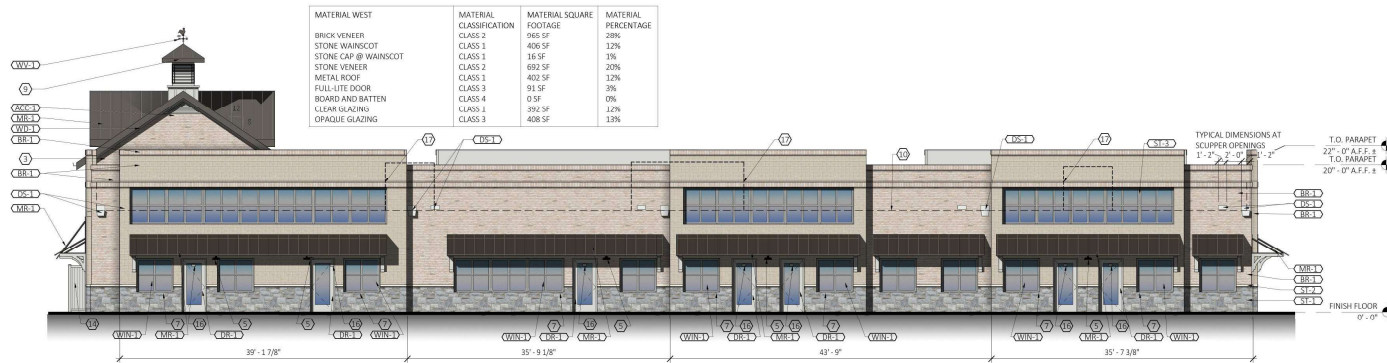 MATERIAL WEST MATERIAL CLASSIFICATION MATERIAL SQUARE FOOTAGE MATERIAL PERCENTAGE
BRICK VENEER CLASS 2 965 SF 28%
STONE WAINSCOT CLASS 1 406 SF 12%
STONE CAP @ WAINSCOT CLASS 1 16 SF 1%
STONE VENEER CLASS 2 692 SF 20%
METAL ROOF CLASS 1 402 SF 12%
FULL-LITE DOOR CLASS 3 91 SF 3%
BOARD AND BATTEN CLASS 4 0 SF 0%
CLEAR GLAZING CLASS 1 392 SF 12%
OPAQUE GLAZING CLASS 3 408 SF 13%
WV-1
9
ACC-1
MR-1
WD-1
BR-1
3
BR-1
DS-1
MR-1
12
17
DS-1
17
10
DS-1
17
ST-3
TYPICAL DIMENSIONS AT
SCUPPER OPENINGS
1' - 2" 2' - 0" 1' - 2"
T.O. PARAPET
22" - 0" A.F.F. ±
T.O. PARAPET
20" - 0" A.F.F. ±
BR-1
DS-1
BR-1
MR-1
BR-1
ST-2
ST-1
FINISH FLOOR
0' - 0"
14 7 16 5 5 16 7 7 16 5 7 16 5 16 7 7 16 5 16 7
WIN-1 MR-1 DR-1 DR-1 WIN-1 WIN-1 DR-1 MR-1 WIN-1 DR-1 MR-1 DR-1 WIN-1 WIN-1 DR-1 MR-1 DR-1 WIN-1
39' - 1 7/8" 35' - 9 1/8" 43' - 9" 35' - 7 3/8"